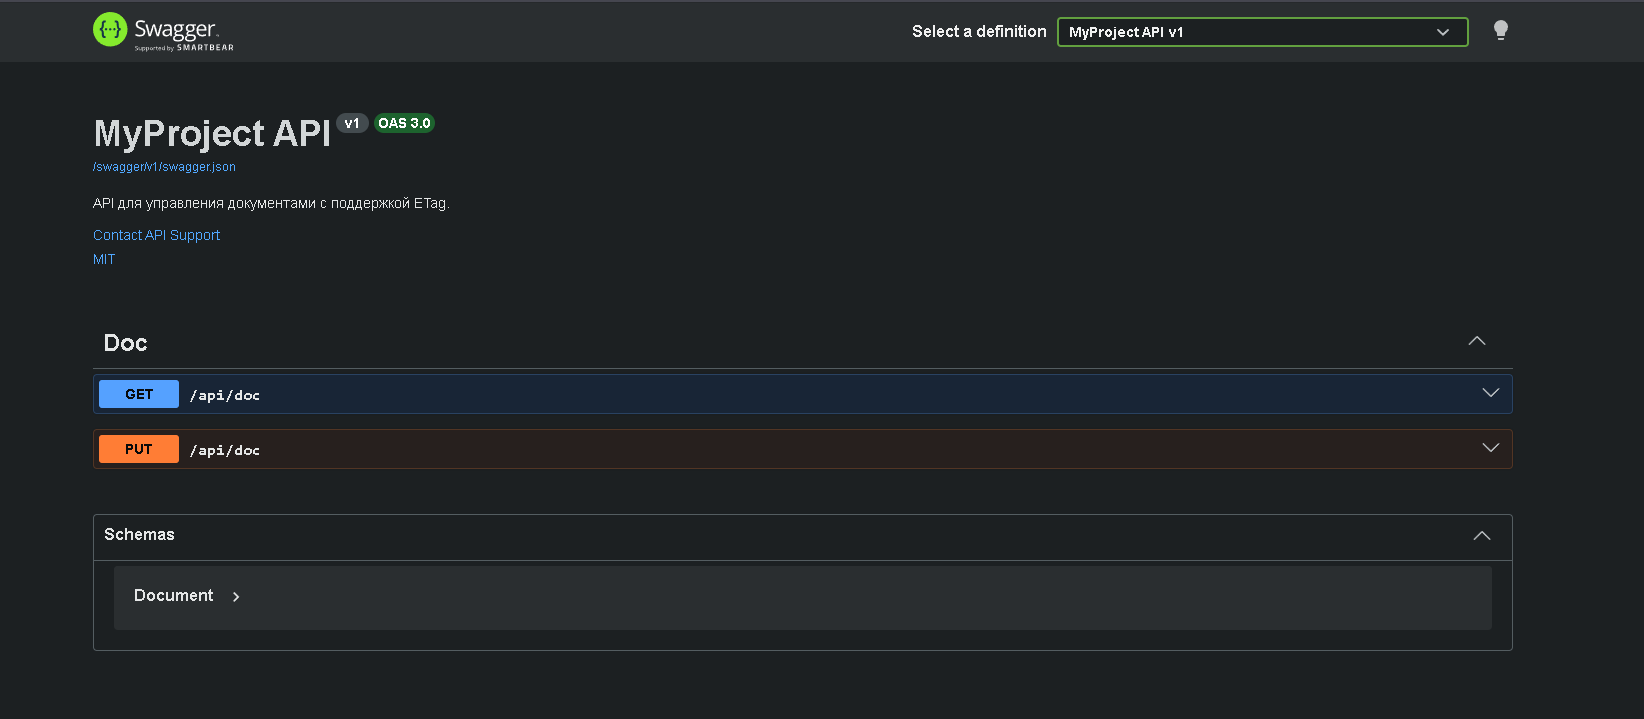 Swagger
Supported by SMARTBEAR
Select a definition
MyProject API v1
MyProject API v1 OAS 3.0
/swagger/v1/swagger.json
API для управления документами с поддержкой ETag.
Contact API Support
MIT
Doc
GET /api/doc
PUT /api/doc
Schemas
Document